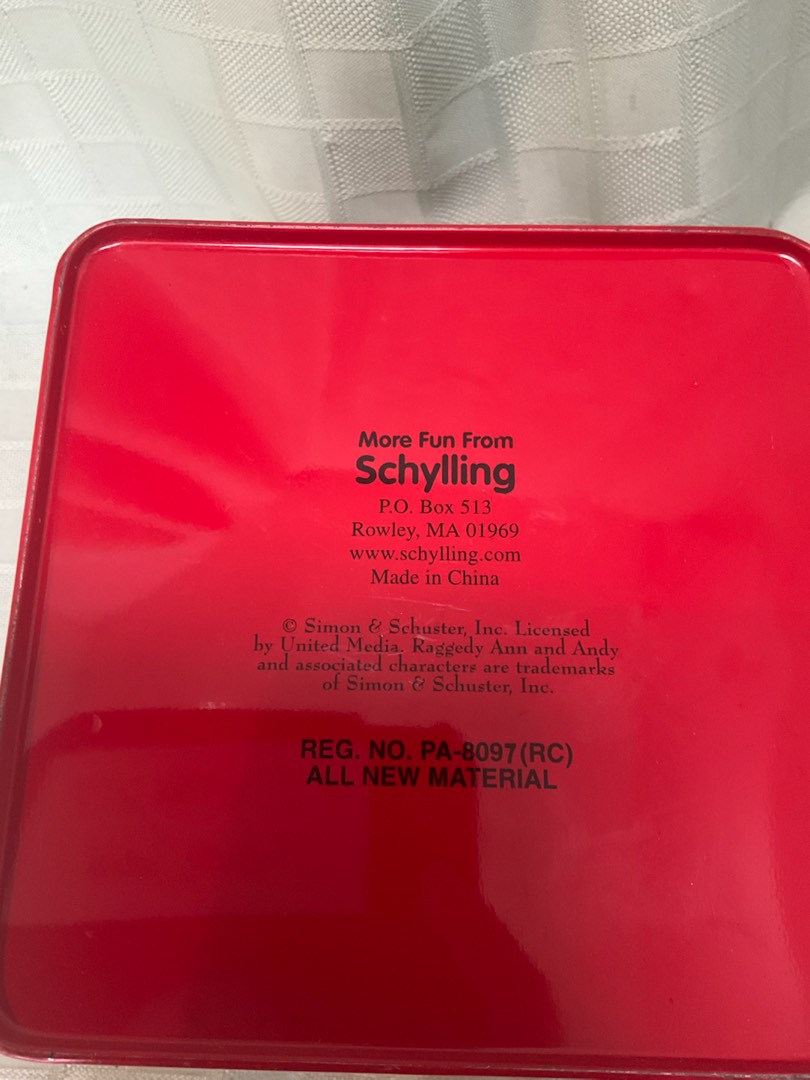 More Fun From
Schylling
P.O. Box 513
Rowley, MA 01969
www.schylling.com
Made in China
© Simon & Schuster, Inc. Licensed
by United Media. Raggedy Ann and Andy
and associated characters are trademarks
of Simon & Schuster, Inc.
REG. NO. PA-8097(RC)
ALL NEW MATERIAL